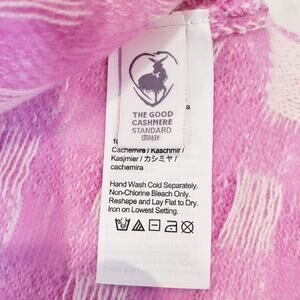 THE GOOD
CASHMERE
STANDARD
Cachemire / Kaschmir /
Kasjmier / カシミヤ /
cachemira
Hand Wash Cold Separately.
Non-Chlorine Bleach Only.
Reshape and Lay Flat to Dry.
Iron on Lowest Setting.